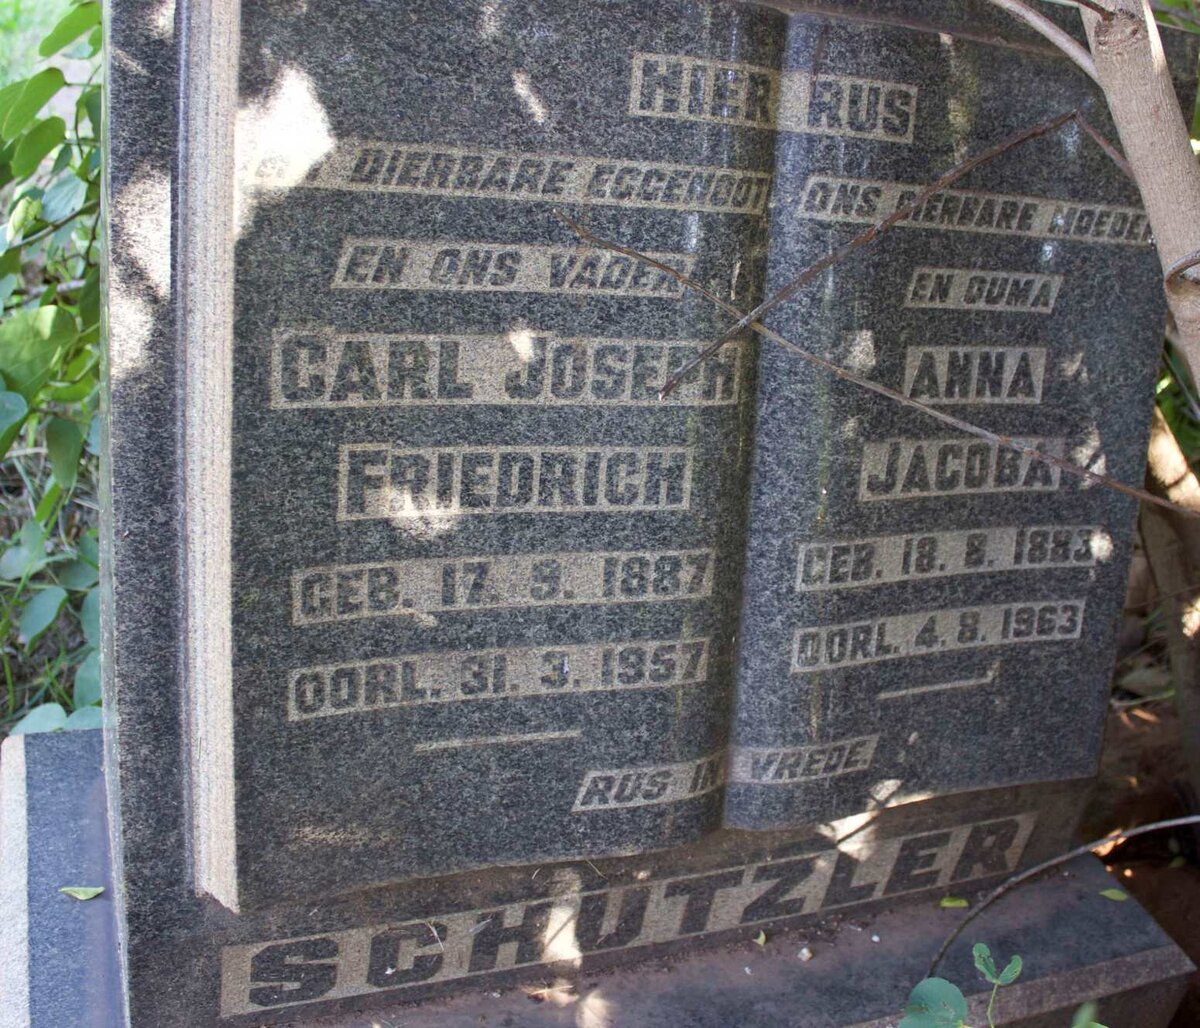 HIER RUS
DIERBARE EGGENOOT
EN ONS VADER
CARL JOSEPH
FRIEDRICH
GEB. 17. 9. 1887
OORL. 31. 3. 1957
ONS DIERBARE MOEDER
EN OUMA
ANNA
JACOBA
GEB. 18. 8. 1883
OORL. 4. 8. 1963
RUS IN VREDE
SCHUTZLER